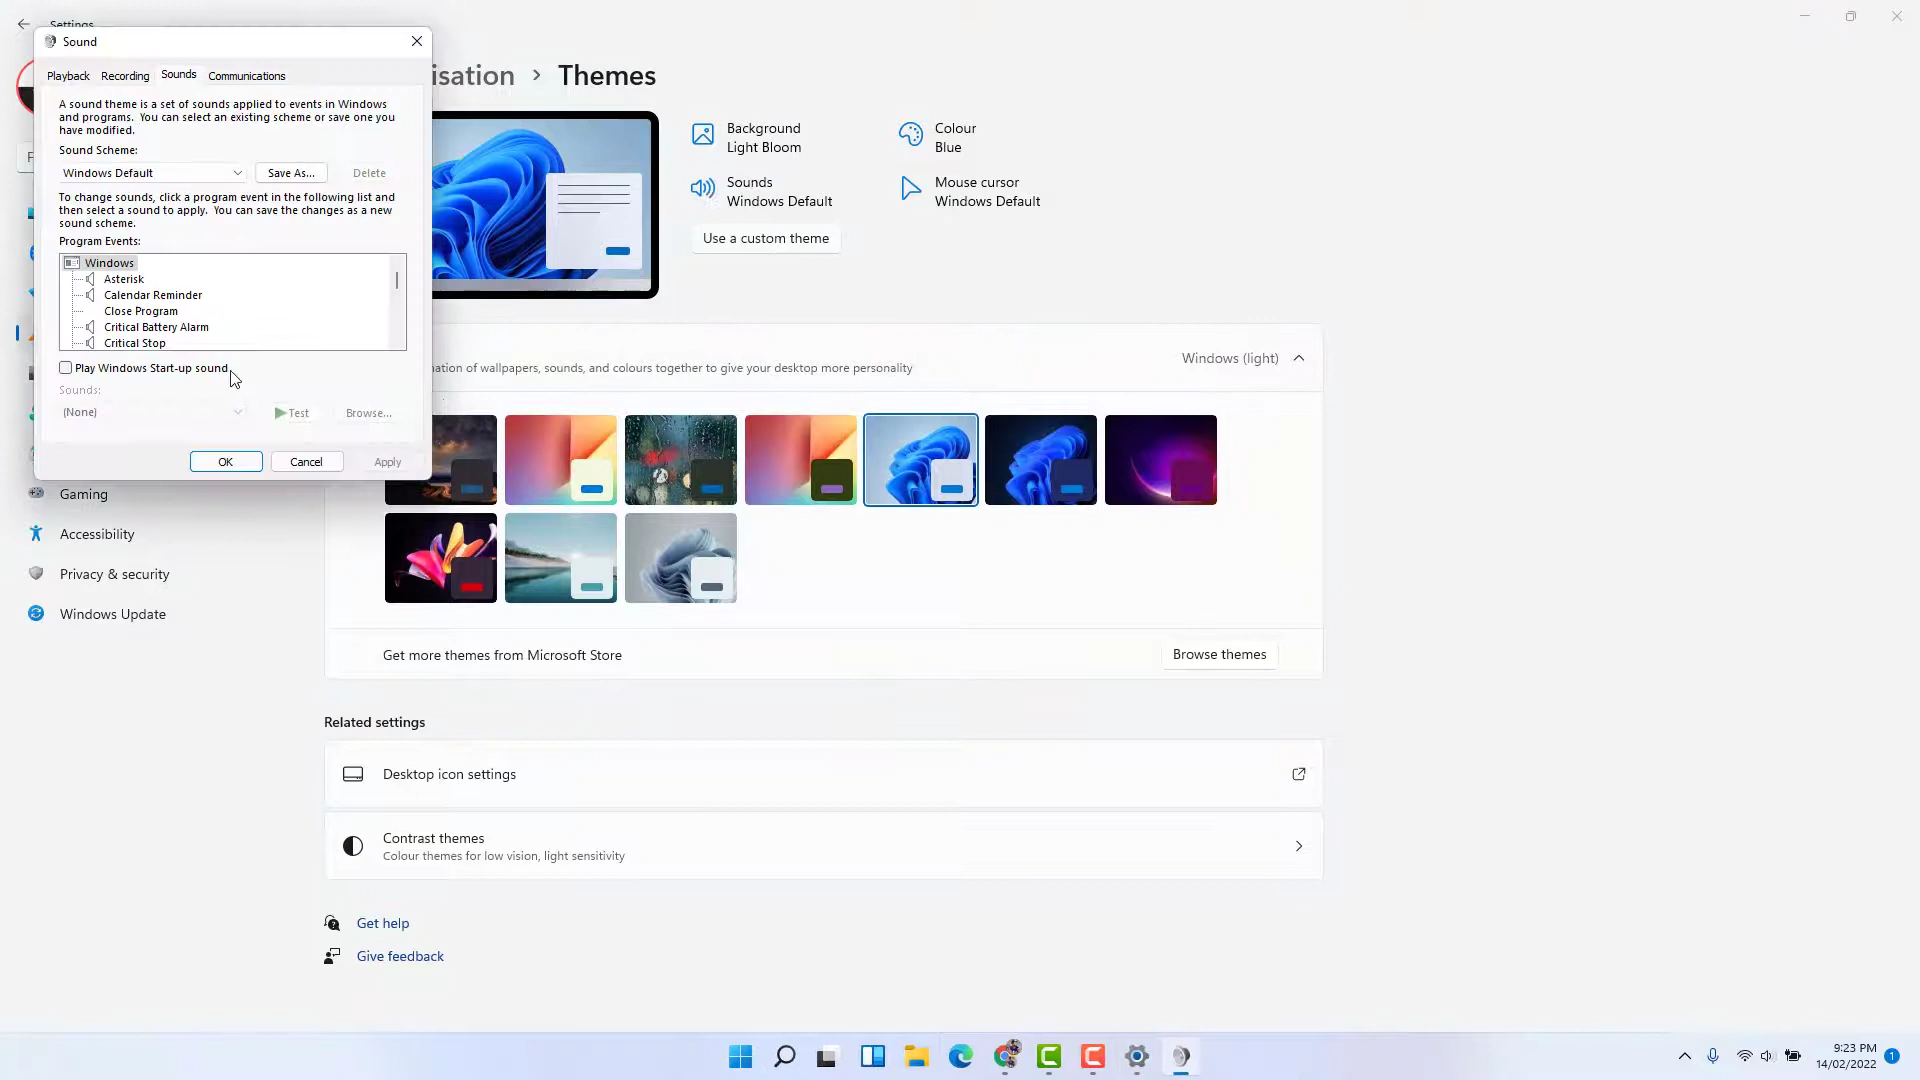 Settings
Sound
Playback
Recording
Sounds
Communications
A sound theme is a set of sounds applied to events in Windows
and programs. You can select an existing scheme or save one you
have modified.
Sound Scheme:
Windows Default
Save As...
Delete
To change sounds, click a program event in the following list and
then select a sound to apply. You can save the changes as a new
sound scheme.
Program Events:
Windows
Asterisk
Calendar Reminder
Close Program
Critical Battery Alarm
Critical Stop
Play Windows Start-up sound
Sounds:
(None)
Test
Browse...
OK
Cancel
Apply
isation > Themes
Background
Light Bloom
Colour
Blue
Sounds
Windows Default
Mouse cursor
Windows Default
Use a custom theme
nation of wallpapers, sounds, and colours together to give your desktop more personality
Windows (light)
Gaming
Accessibility
Privacy & security
Windows Update
Get more themes from Microsoft Store
Browse themes
Related settings
Desktop icon settings
Contrast themes
Colour themes for low vision, light sensitivity
Get help
Give feedback
9:23 PM
14/02/2022
1